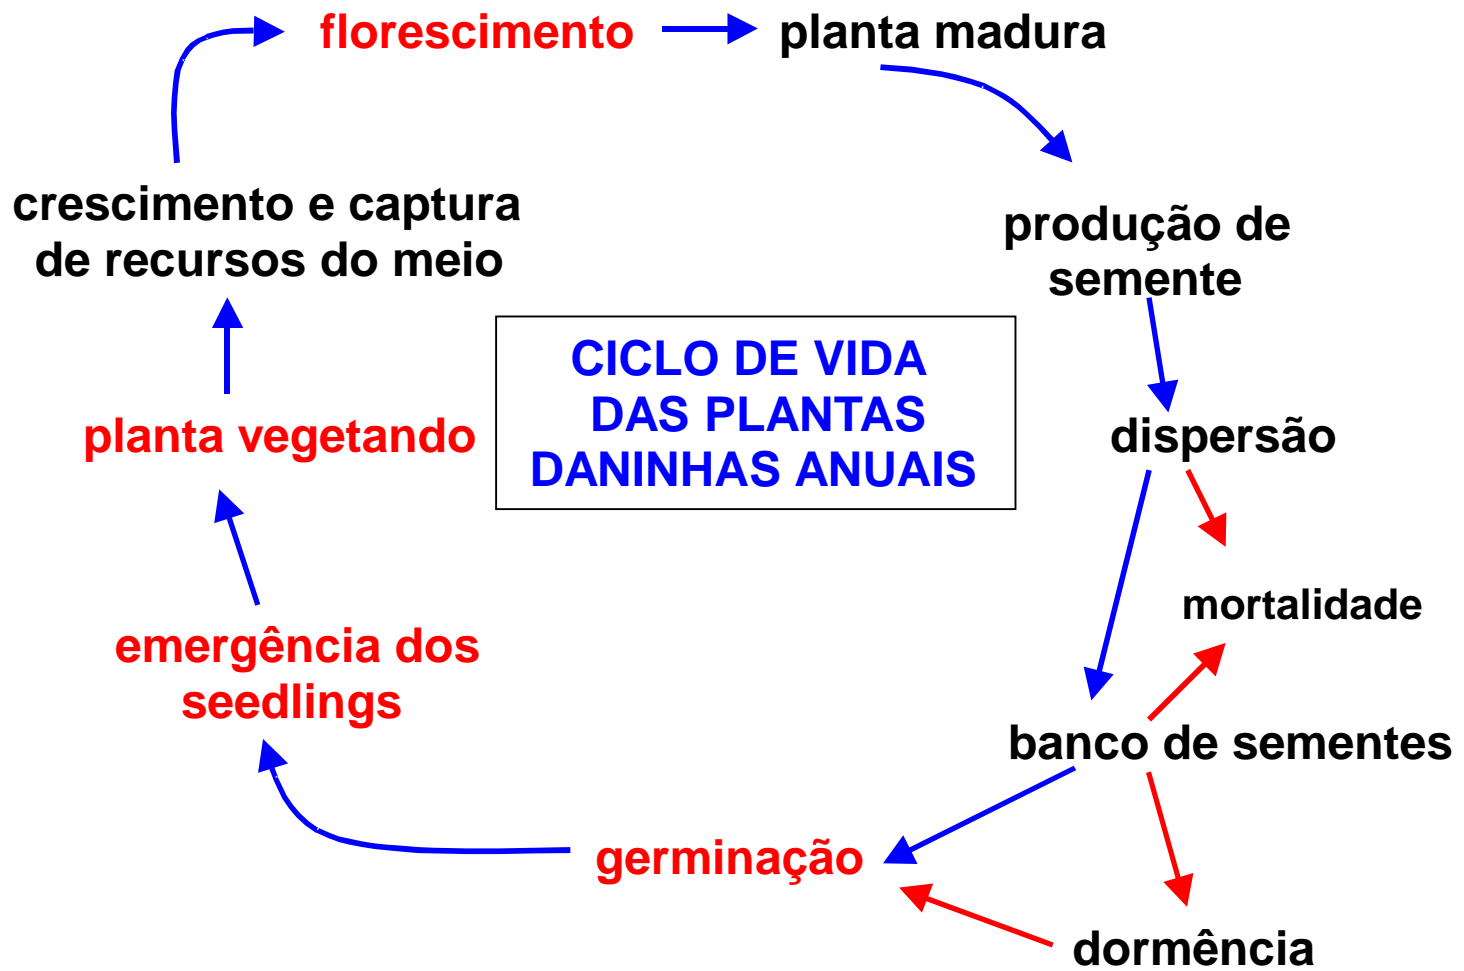 florescimento
planta madura
crescimento e captura
de recursos do meio
produção de
semente
CICLO DE VIDA
DAS PLANTAS
DANINHAS ANUAIS
planta vegetando
dispersão
mortalidade
emergência dos
seedlings
banco de sementes
germinação
dormência